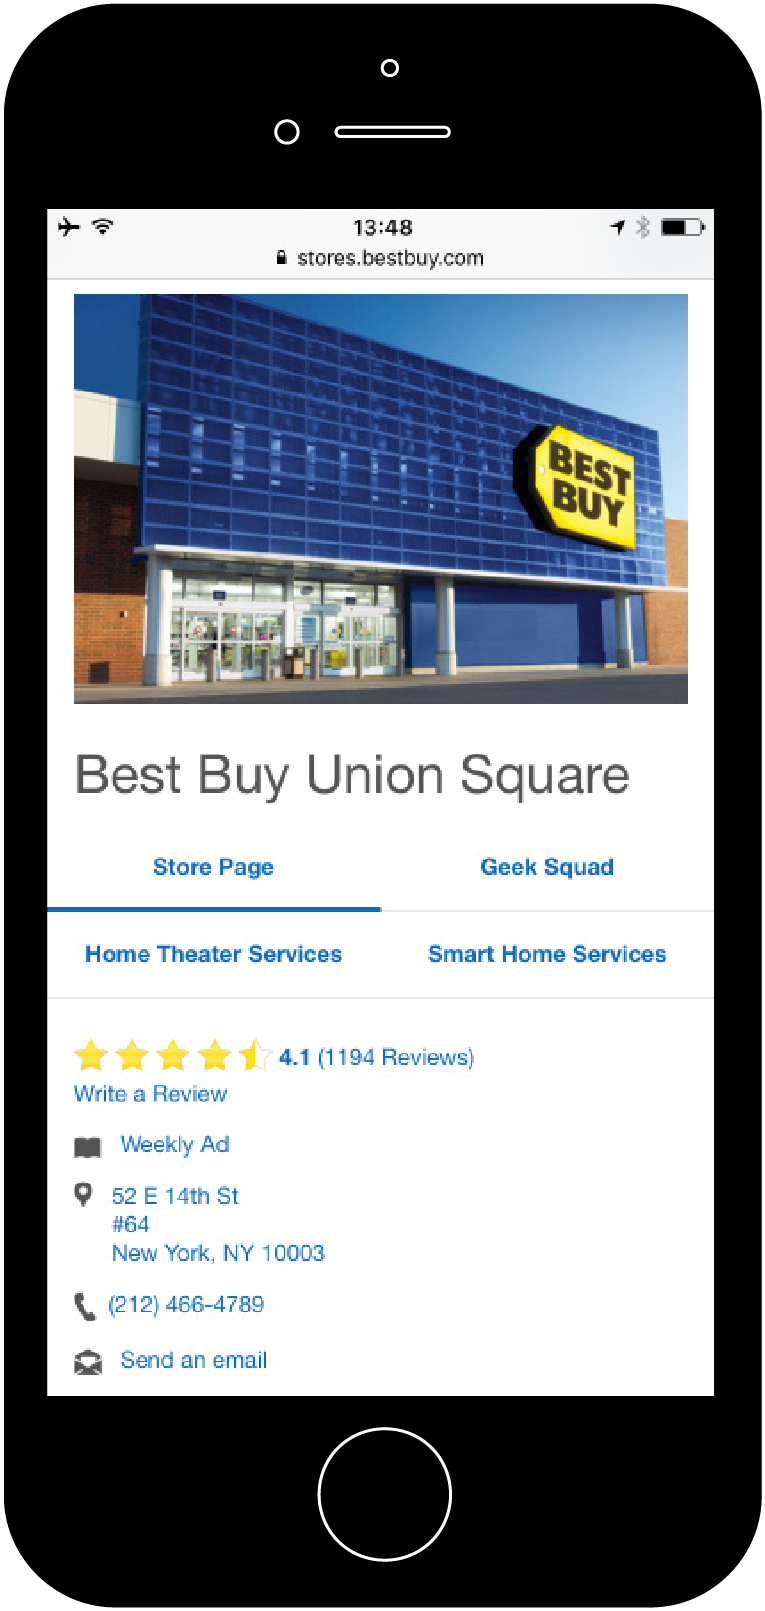 13:48
stores.bestbuy.com
BEST
BUY
Best Buy Union Square
Store Page
Geek Squad
Home Theater Services
Smart Home Services
4.1 (1194 Reviews)
Write a Review
Weekly Ad
52 E 14th St
#64
New York, NY 10003
(212) 466-4789
Send an email